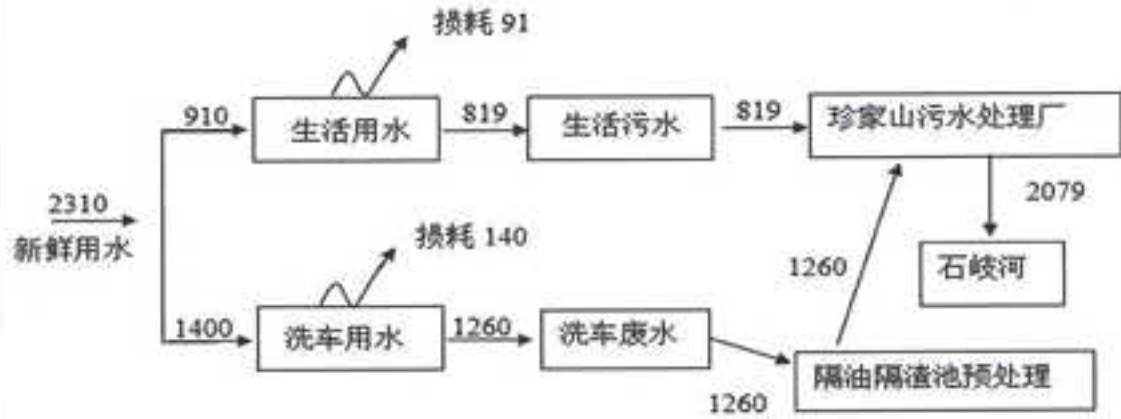 损耗 91
910
生活用水
819
生活污水
819
珍家山污水处理厂
2310
新鲜用水
2079
损耗 140
1260
石岐河
1400
洗车用水
1260
洗车废水
1260
隔油隔渣池预处理